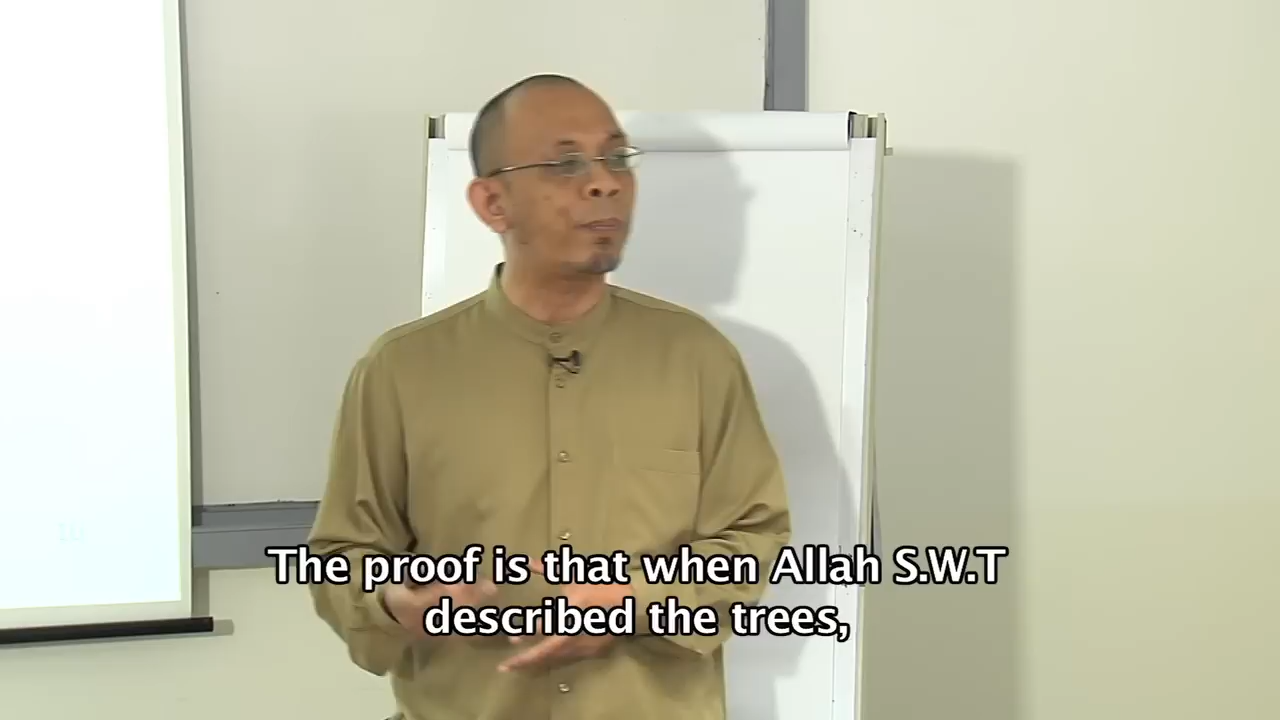 The proof is that when Allah S.W.T
described the trees,